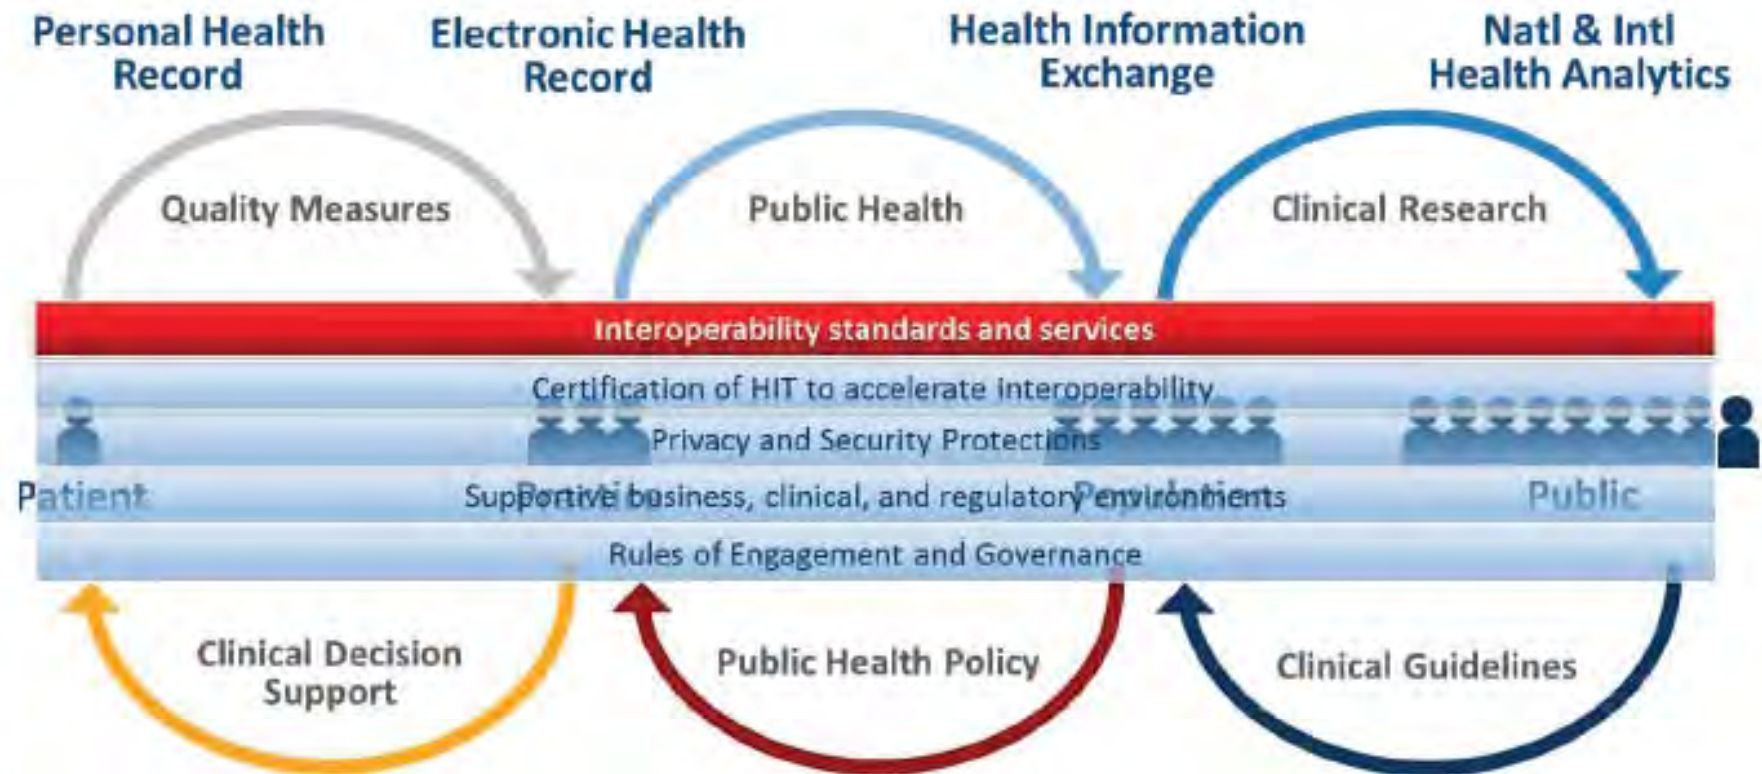 Personal Health
Record
Electronic Health
Record
Health Information
Exchange
Natl & Intl
Health Analytics
Quality Measures
Public Health
Clinical Research
Interoperability standards and services
Certification of HIT to accelerate interoperability
Privacy and Security Protections
Patient
Supportive business, clinical, and regulatory environments
Public
Rules of Engagement and Governance
Clinical Decision
Support
Public Health Policy
Clinical Guidelines